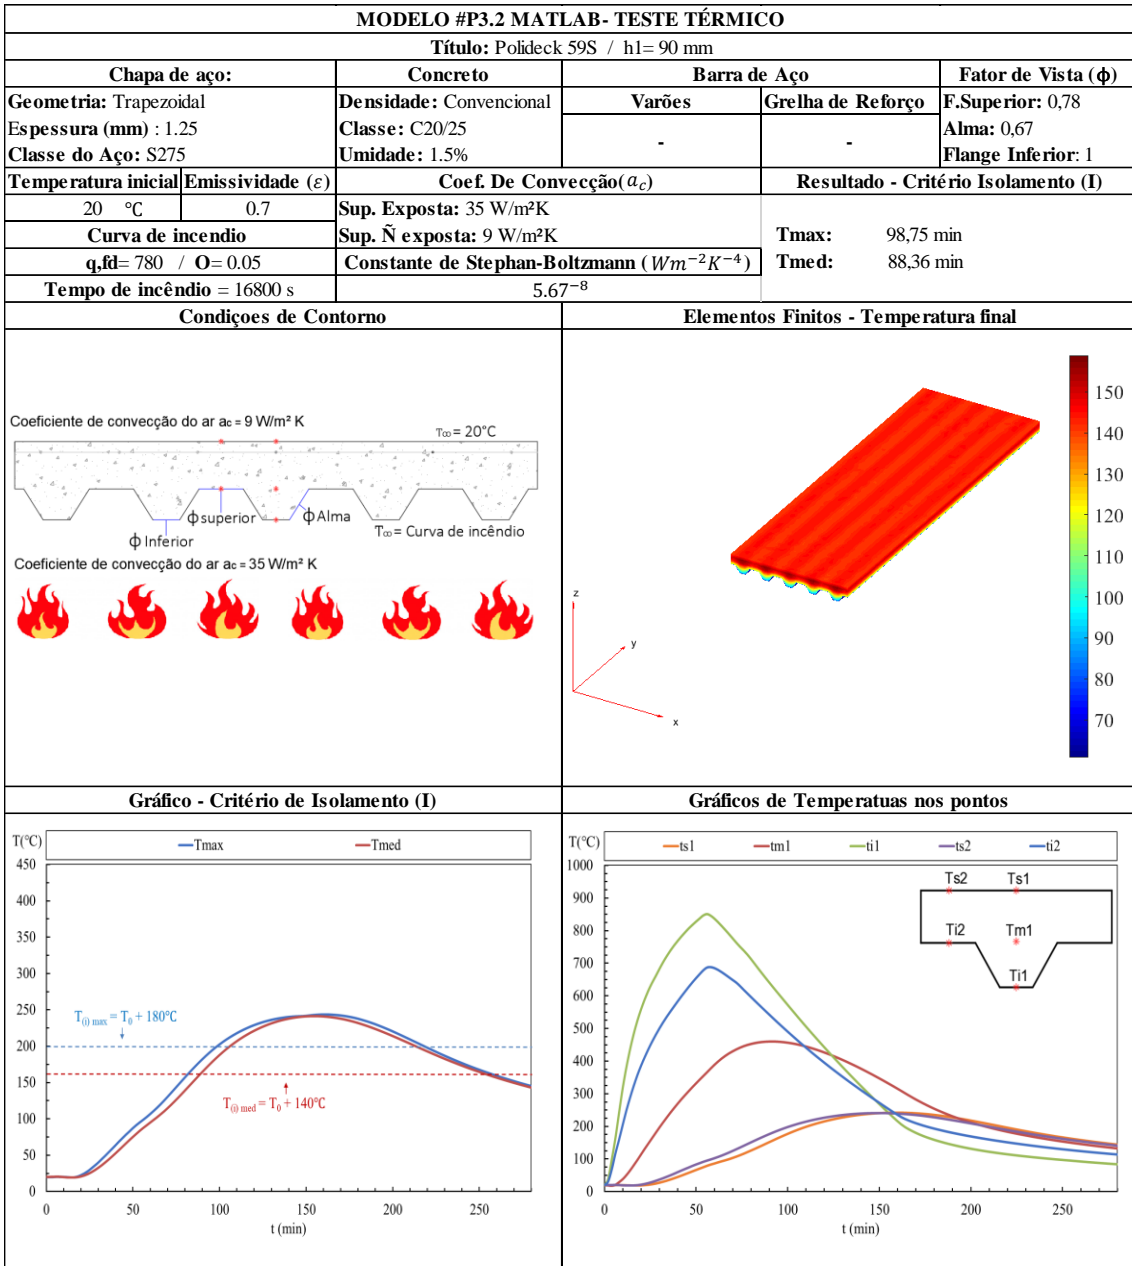 MODELO #P3.2 MATLAB- TESTE TÉRMICO
Título: Polideck 59S / h1= 90 mm
Chapa de aço:
Concreto
Barra de Aço
Fator de Vista (ϕ)
Geometria: Trapezoidal
Espessura (mm) : 1.25
Classe do Aço: S275
Densidade: Convencional
Classe: C20/25
Umidade: 1.5%
Varões
Grelha de Reforço
-
-
F.Superior: 0,78
Alma: 0,67
Flange Inferior: 1
Temperatura inicial
Emissividade (ε)
Coef. De Convecção(a_c)
Resultado - Critério Isolamento (I)
20 °C
0.7
Sup. Exposta: 35 W/m²K
Sup. Ñ exposta: 9 W/m²K
Tmax: 98,75 min
Tmed: 88,36 min
Curva de incendio
q,fd= 780 / O= 0.05
Constante de Stephan-Boltzmann (Wm⁻²K⁻⁴)
Tempo de incêndio = 16800 s
5.67⁻⁸
Condiçoes de Contorno
Elementos Finitos - Temperatura final
Coeficiente de convecção do ar ac = 9 W/m² K
T∞ = 20°C
ϕ superior
ϕ Alma
ϕ Inferior
T∞ = Curva de incêndio
Coeficiente de convecção do ar ac = 35 W/m² K
z
y
x
150
140
130
120
110
100
90
80
70
Gráfico - Critério de Isolamento (I)
Gráficos de Temperatuas nos pontos
T(°C)
Tmax
Tmed
450
400
350
300
250
200
150
100
50
0
T(i) max = T0 + 180°C
T(i) med = T0 + 140°C
0
50
100
150
200
250
t (min)
T(°C)
ts1
tm1
ti1
ts2
ti2
1000
900
800
700
600
500
400
300
200
100
0
Ts2
Ts1
Ti2
Tm1
Ti1
0
50
100
150
200
250
t (min)